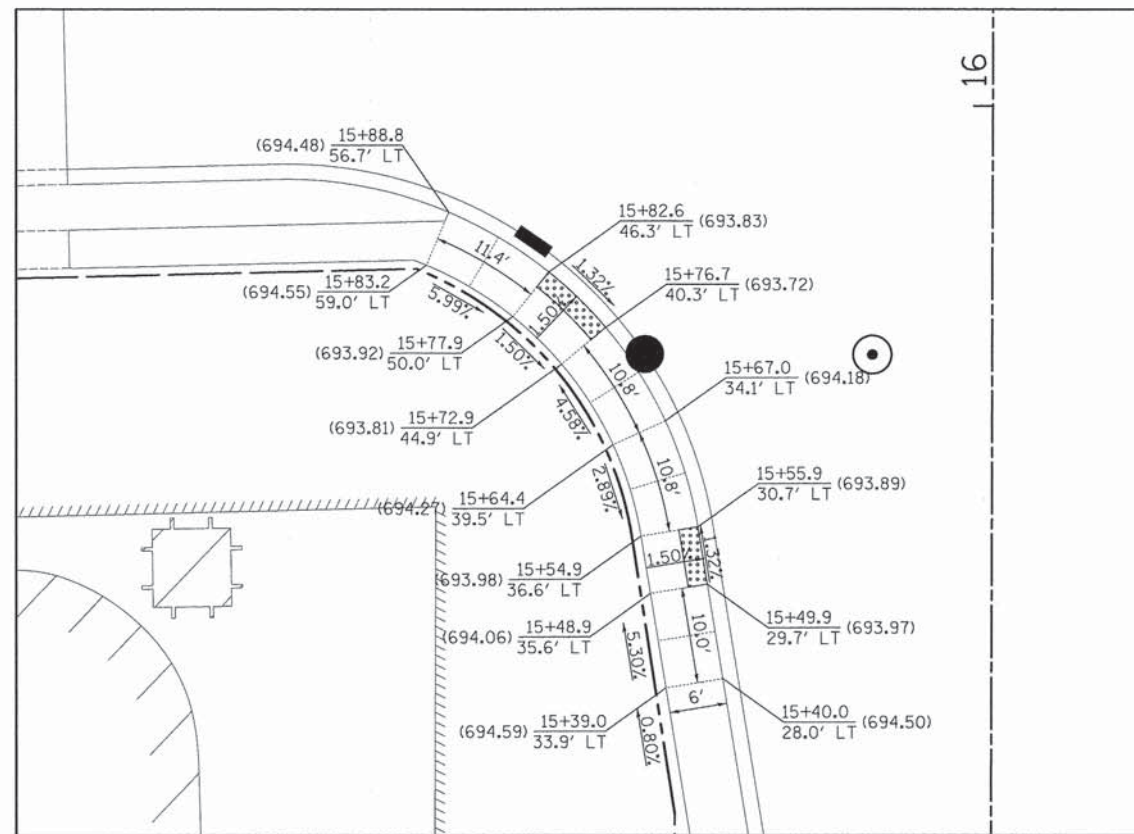 16
(694.48) 15+88.8
56.7' LT
15+82.6 (693.83)
46.3' LT
11.4'
1.32%
15+76.7 (693.72)
40.3' LT
(694.55) 15+83.2
59.0' LT
5.99%
1.50%
(693.92) 15+77.9
50.0' LT
1.50%
10.8'
15+67.0 (694.18)
34.1' LT
(693.81) 15+72.9
44.9' LT
4.58%
2.89%
10.8'
15+55.9 (693.89)
30.7' LT
(694.27) 15+64.4
39.5' LT
1.50%
1.32%
(693.98) 15+54.9
36.6' LT
15+49.9 (693.97)
29.7' LT
(694.06) 15+48.9
35.6' LT
5.30%
10.0'
6'
15+40.0 (694.50)
28.0' LT
(694.59) 15+39.0
33.9' LT
0.80%